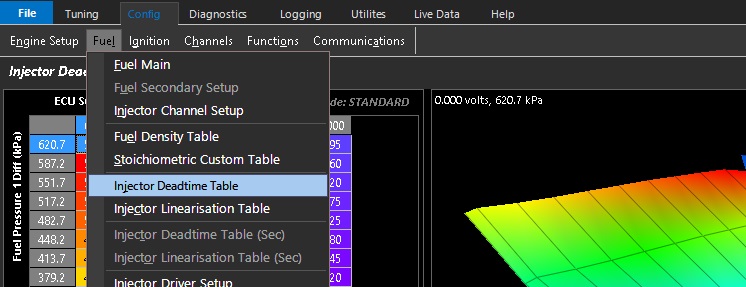 File Tuning Config Diagnostics Logging Utilites Live Data Help
Engine Setup Fuel Ignition Channels Functions Communications
Fuel Main
Injector Dead
Fuel Secondary Setup
ECU Su
de: STANDARD
0.000 volts, 620.7 kPa
Injector Channel Setup
000
Fuel Density Table
620.7
95
Stoichiometric Custom Table
587.2
60
Injector Deadtime Table
551.7
20
Injector Linearisation Table
517.2
75
482.7
25
Injector Deadtime Table (Sec)
448.2
80
Injector Linearisation Table (Sec)
413.7
45
Injector Driver Setup
379.2
20
Fuel Pressure 1 Diff (kPa)